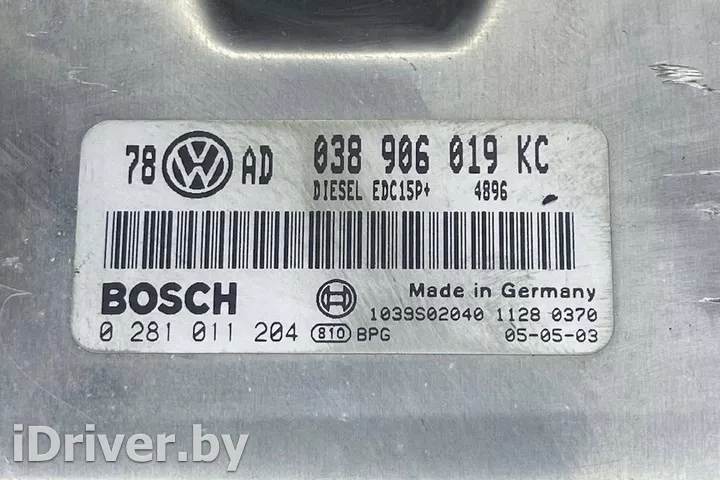 78 VW AD 038 906 019 KC
DIESEL EDC15P+ 4896
BOSCH Made in Germany
1039S02040 1128 0370
0 281 011 204 810 BPG 05-05-03
iDriver.by